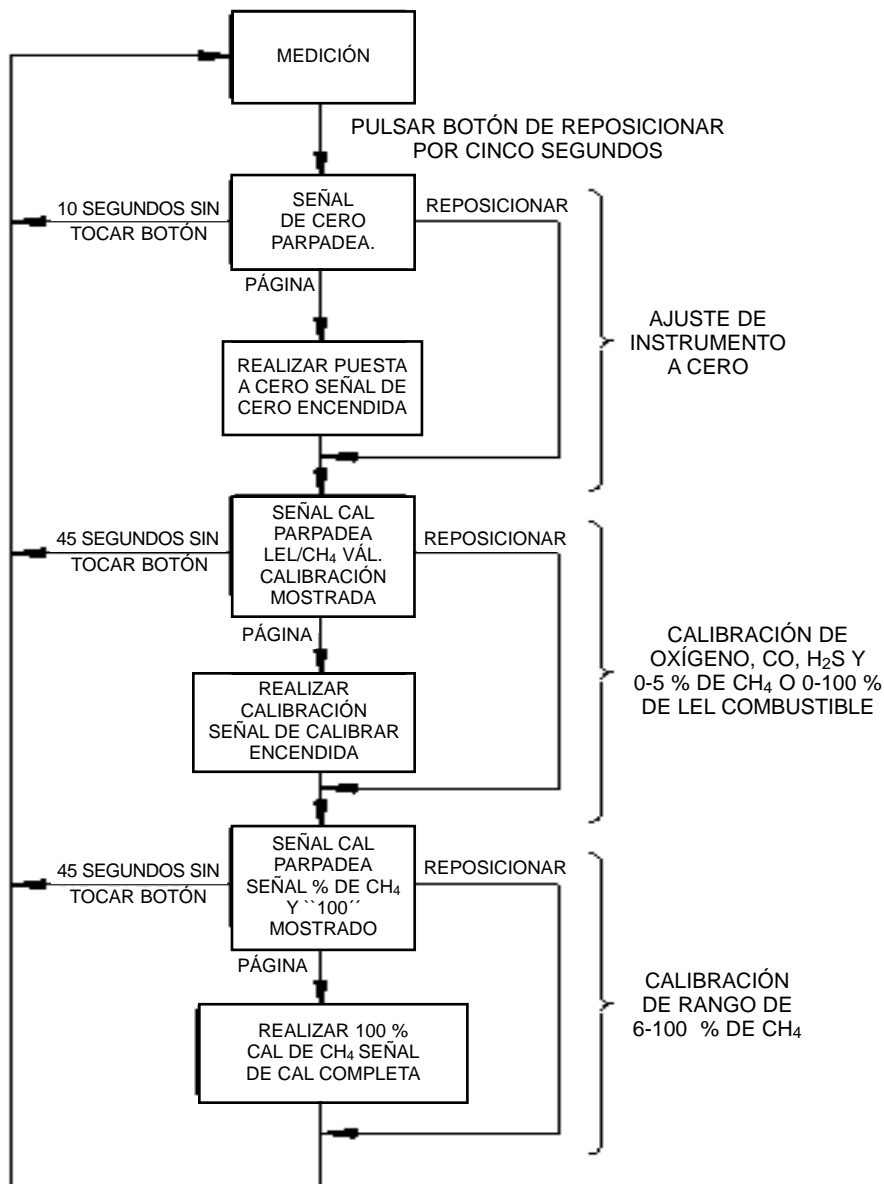 MEDICIÓN
PULSAR BOTÓN DE REPOSICIONAR
POR CINCO SEGUNDOS
10 SEGUNDOS SIN
TOCAR BOTÓN
SEÑAL
DE CERO
PARPADEA.
REPOSICIONAR
PÁGINA
REALIZAR PUESTA
A CERO SEÑAL DE
CERO ENCENDIDA
AJUSTE DE
INSTRUMENTO
A CERO
45 SEGUNDOS SIN
TOCAR BOTÓN
SEÑAL CAL
PARPADEA
LEL/CH₄ VÁL.
CALIBRACIÓN
MOSTRADA
REPOSICIONAR
PÁGINA
REALIZAR
CALIBRACIÓN
SEÑAL DE CALIBRAR
ENCENDIDA
CALIBRACIÓN DE
OXÍGENO, CO, H₂S Y
0-5 % DE CH₄ O 0-100 %
DE LEL COMBUSTIBLE
45 SEGUNDOS SIN
TOCAR BOTÓN
SEÑAL CAL
PARPADEA
SEÑAL % DE CH₄
Y ``100´´
MOSTRADO
REPOSICIONAR
PÁGINA
REALIZAR 100 %
CAL DE CH₄ SEÑAL
DE CAL COMPLETA
CALIBRACIÓN
DE RANGO DE
6-100 % DE CH₄